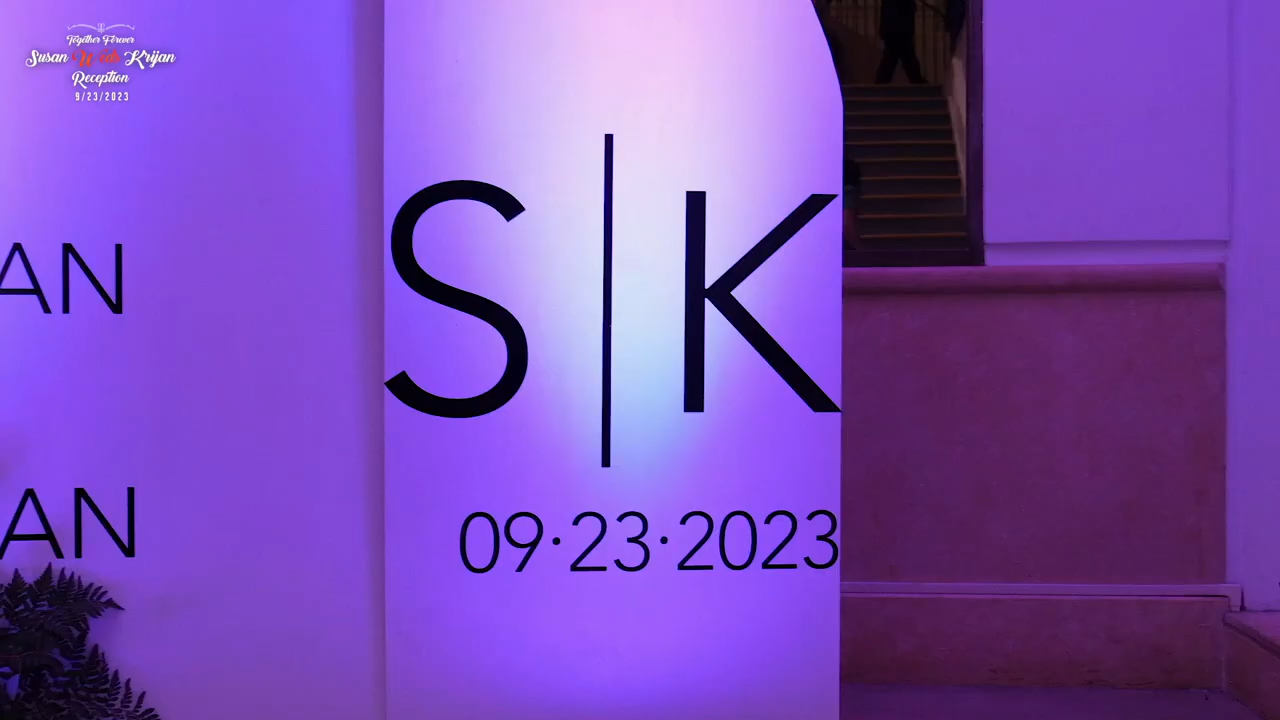 Together Forever
Susan Weds Krijan
Reception
9/23/2023
AN
AN
S|K
09·23·2023